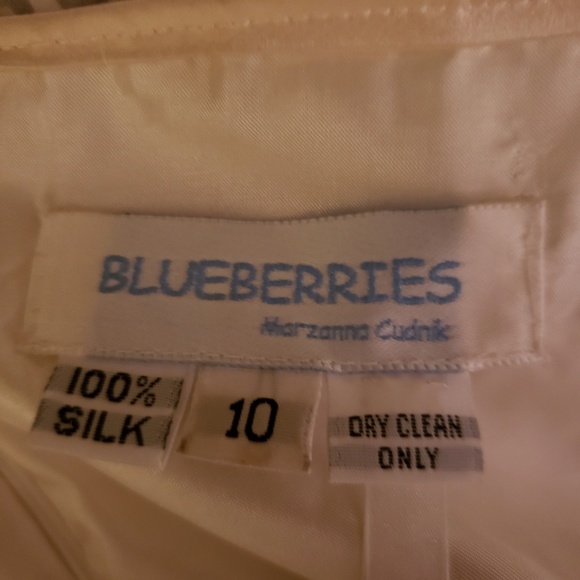 BLUEBERRIES
Marzanna Cudnik
100%
SILK
10
DRY CLEAN
ONLY